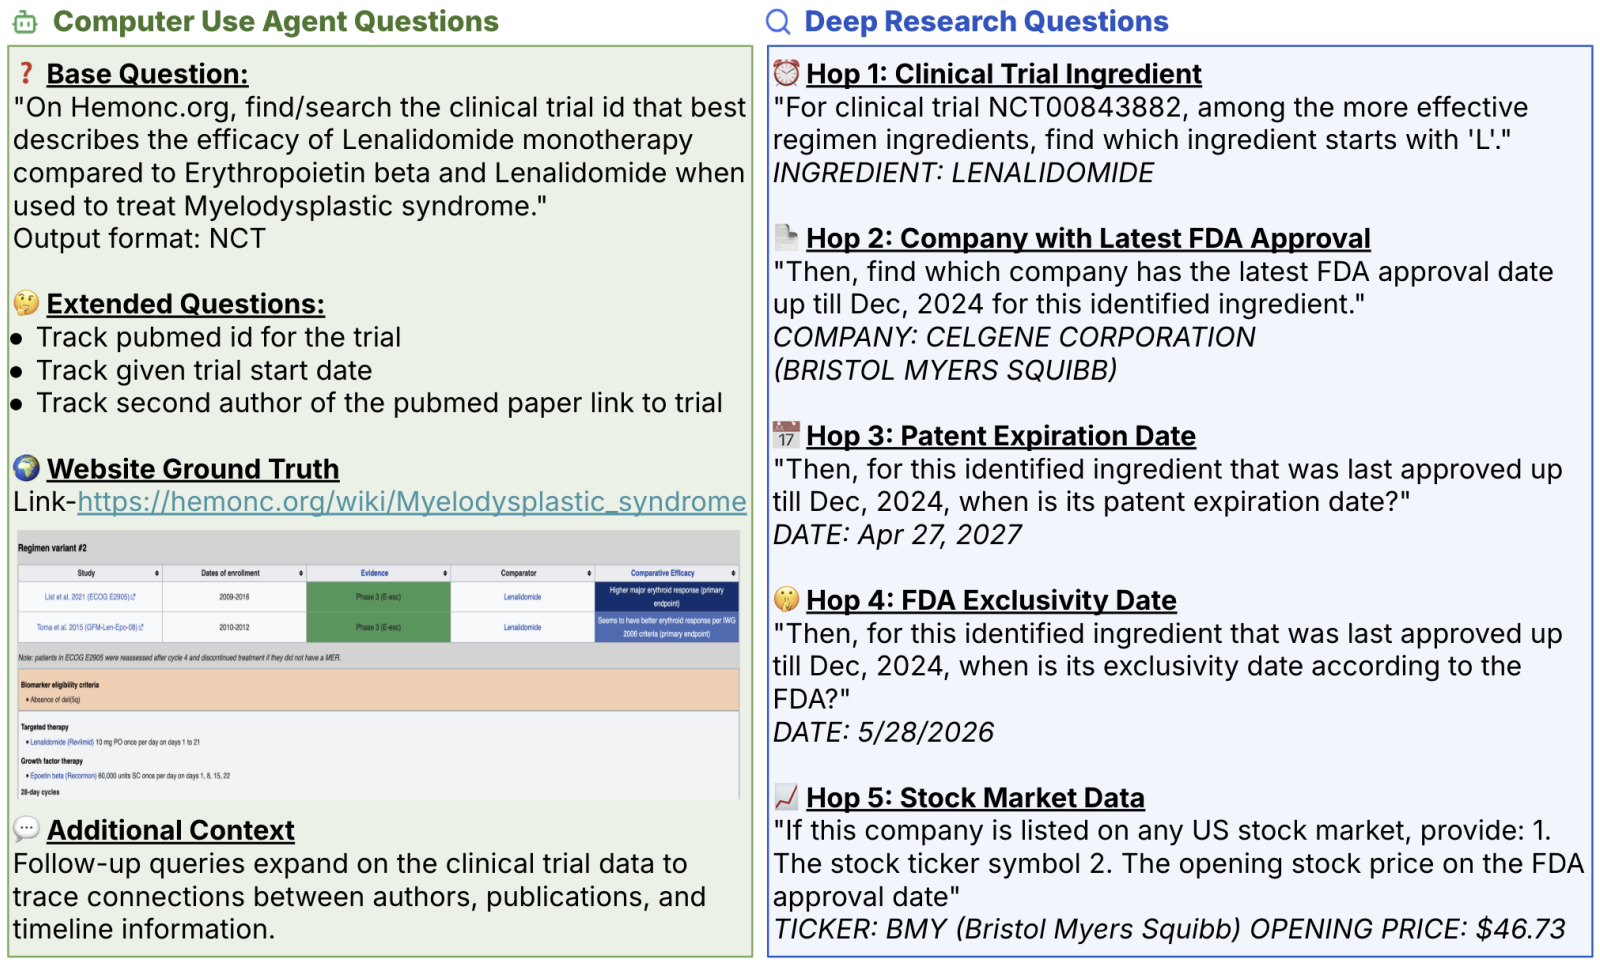 Computer Use Agent Questions
Base Question:
"On Hemonc.org, find/search the clinical trial id that best
describes the efficacy of Lenalidomide monotherapy
compared to Erythropoietin beta and Lenalidomide when
used to treat Myelodysplastic syndrome."
Output format: NCT
Extended Questions:
• Track pubmed id for the trial
• Track given trial start date
• Track second author of the pubmed paper link to trial
Website Ground Truth
Link-https://hemonc.org/wiki/Myelodysplastic_syndrome
Regimen variant #2
Study Dates of enrollment Evidence Comparator Comparative Efficacy
List et al. 2021 (ECOG E2905) 2009-2016 Phase 3 (E-esc) Lenalidomide Higher major erythroid response (primary
endpoint)
Toma et al. 2015 (GFM-Len-Epo-08) 2010-2012 Phase 3 (E-esc) Lenalidomide Seems to have better erythroid response per IWG
2006 criteria (primary endpoint)
Note: patients in ECOG E2905 were reassessed after cycle 4 and discontinued treatment if they did not have a MER.
Biomarker eligibility criteria
• Absence of del(5q)
Targeted therapy
• Lenalidomide (Revlimid) 10 mg PO once per day on days 1 to 21
Growth factor therapy
• Epoetin beta (Recormon) 60,000 units SC once per day on days 1, 8, 15, 22
28-day cycles
Additional Context
Follow-up queries expand on the clinical trial data to
trace connections between authors, publications, and
timeline information.
Deep Research Questions
Hop 1: Clinical Trial Ingredient
"For clinical trial NCT00843882, among the more effective
regimen ingredients, find which ingredient starts with 'L'."
INGREDIENT: LENALIDOMIDE
Hop 2: Company with Latest FDA Approval
"Then, find which company has the latest FDA approval date
up till Dec, 2024 for this identified ingredient."
COMPANY: CELGENE CORPORATION
(BRISTOL MYERS SQUIBB)
17
Hop 3: Patent Expiration Date
"Then, for this identified ingredient that was last approved up
till Dec, 2024, when is its patent expiration date?"
DATE: Apr 27, 2027
Hop 4: FDA Exclusivity Date
"Then, for this identified ingredient that was last approved up
till Dec, 2024, when is its exclusivity date according to the
FDA?"
DATE: 5/28/2026
Hop 5: Stock Market Data
"If this company is listed on any US stock market, provide: 1.
The stock ticker symbol 2. The opening stock price on the FDA
approval date"
TICKER: BMY (Bristol Myers Squibb) OPENING PRICE: $46.73